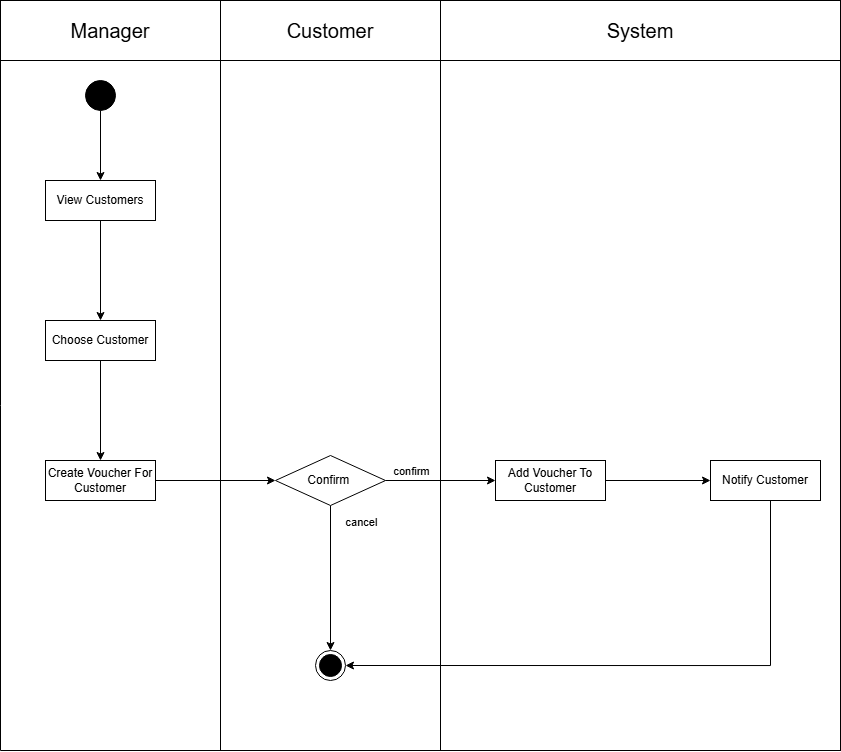 Manager
Customer
System
View Customers
Choose Customer
Create Voucher For
Customer
Confirm
confirm
Add Voucher To
Customer
Notify Customer
cancel